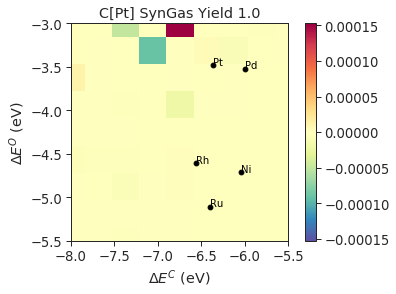 C[Pt] SynGas Yield 1.0
−3.0
−3.5
−4.0
−4.5
−5.0
−5.5
ΔE^O (eV)
Pt
Pd
Rh
Ni
Ru
−8.0 −7.5 −7.0 −6.5 −6.0 −5.5
ΔE^C (eV)
0.00015
0.00010
0.00005
0.00000
−0.00005
−0.00010
−0.00015